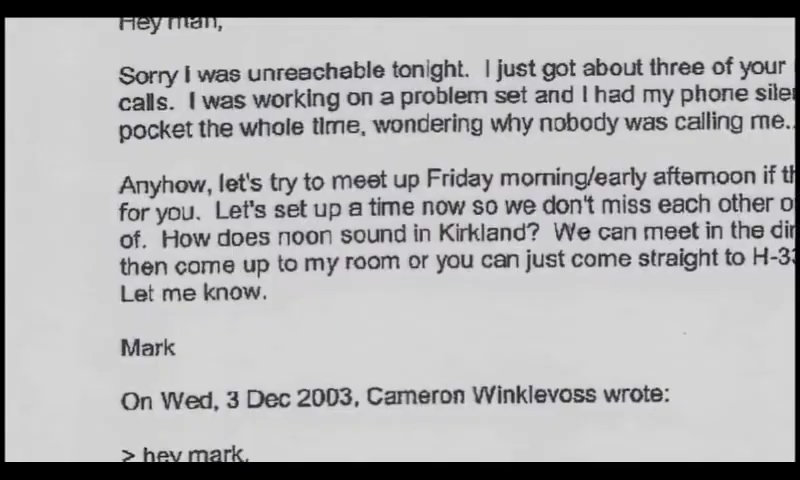 Hey man,
Sorry I was unreachable tonight. I just got about three of your
calls. I was working on a problem set and I had my phone
pocket the whole time, wondering why nobody was calling me..
Anyhow, let's try to meet up Friday morning/early afternoon if
for you. Let's set up a time now so we don't miss each other
of. How does noon sound in Kirkland? We can meet in the
then come up to my room or you can just come straight to
Let me know.
Mark
On Wed, 3 Dec 2003, Cameron Winklevoss wrote:
> hey mark,